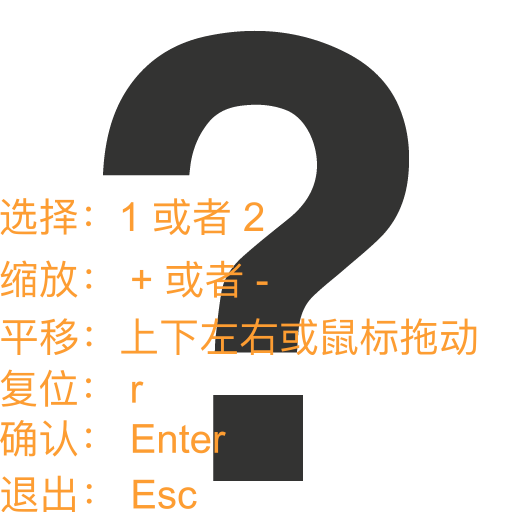 选择：1 或者 2
缩放： + 或者 -
平移：上下左右或鼠标拖动
复位： r
确认： Enter
退出： Esc